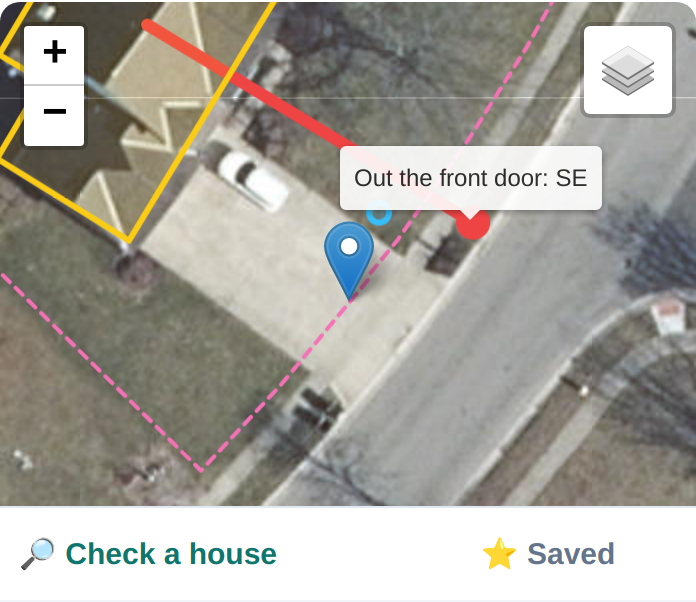 +
−
Out the front door: SE
🔎 Check a house
⭐ Saved